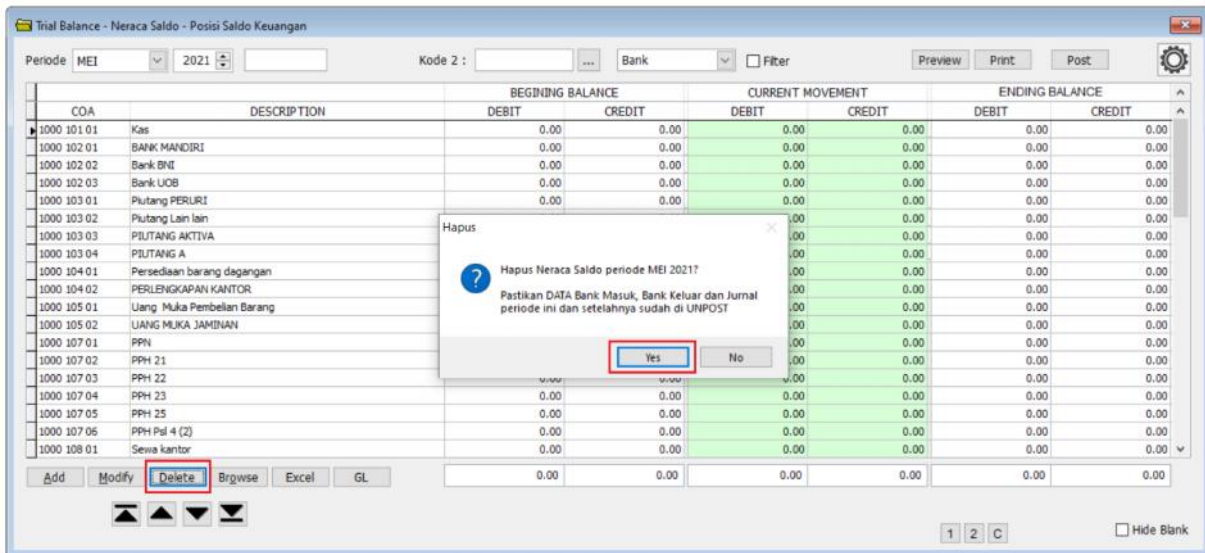 Trial Balance - Neraca Saldo - Posisi Saldo Keuangan
Periode MEI 2021 Kode 2 : ... Bank Filter Preview Print Post
BEGINING BALANCE CURRENT MOVEMENT ENDING BALANCE
COA DESCRIPTION DEBIT CREDIT DEBIT CREDIT DEBIT CREDIT
1000 101 01 Kas 0.00 0.00 0.00 0.00 0.00 0.00
1000 102 01 BANK MANDIRI 0.00 0.00 0.00 0.00 0.00 0.00
1000 102 02 Bank BNI 0.00 0.00 0.00 0.00 0.00 0.00
1000 102 03 Bank UOB 0.00 0.00 0.00 0.00 0.00 0.00
1000 103 01 Piutang PERURI 0.00 0.00 0.00 0.00 0.00 0.00
1000 103 02 Piutang Lain lain .00 0.00 0.00 0.00
1000 103 03 PIUTANG AKTIVA .00 0.00 0.00 0.00
1000 103 04 PIUTANG A .00 0.00 0.00 0.00
1000 104 01 Persediaan barang dagangan .00 0.00 0.00 0.00
1000 104 02 PERLENGKAPAN KANTOR .00 0.00 0.00 0.00
1000 105 01 Uang Muka Pembelian Barang .00 0.00 0.00 0.00
1000 105 02 UANG MUKA JAMINAN .00 0.00 0.00 0.00
1000 107 01 PPN .00 0.00 0.00 0.00
1000 107 02 PPH 21 .00 0.00 0.00 0.00
1000 107 03 PPH 22 0.00 0.00 0.00 0.00 0.00 0.00
1000 107 04 PPH 23 0.00 0.00 0.00 0.00 0.00 0.00
1000 107 05 PPH 25 0.00 0.00 0.00 0.00 0.00 0.00
1000 107 06 PPH Psl 4 (2) 0.00 0.00 0.00 0.00 0.00 0.00
1000 108 01 Sewa kantor 0.00 0.00 0.00 0.00 0.00 0.00
Hapus
Hapus Neraca Saldo periode MEI 2021?
Pastikan DATA Bank Masuk, Bank Keluar dan Jurnal
periode ini dan setelahnya sudah di UNPOST
Yes No
Add Modify Delete Browse Excel GL 0.00 0.00 0.00 0.00 0.00 0.00
1 2 C Hide Blank